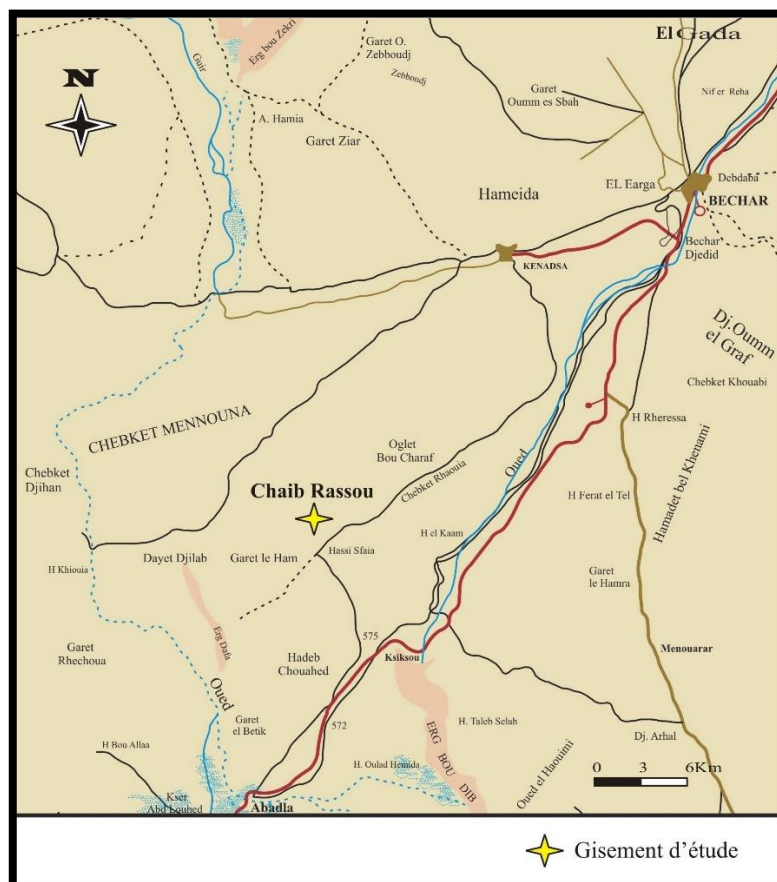 Erg bou Zekri
Garet O.
Zebboudj
Zebboudj
El Gada
Guir
Garet
Oumm es Sbah
Nif er Reha
N
A. Hamia
Garet Ziar
Hameida
EL Earga
Debdaba
BECHAR
Bechar
Djedid
KENADSA
Dj.Oumm
el Graf
Chebket Khouabi
CHEBKET MENNOUNA
H Rheressa
Oglet
Bou Charaf
Chebket Rhaouia
Oued
Hamadet bel Khenami
Chebket
Djihan
Chaib Rassou
H Ferat el Tel
H el Kaam
Hassi Sfaia
Dayet Djilab
Garet le Ham
H Khiouia
Garet
le Hamra
Erg Dafa
Garet
Rhechoua
575
Ksiksou
Menouarar
Hadeb
Chouahed
Oued
Garet
el Betik
572
H. Taleb Selah
ERG BOU DIB
Dj. Arhal
H Bou Allaa
H. Oulad Hemida
Oued el Haouimi
0 3 6Km
Kser
Abd Louhed
Abadla
Gisement d’étude